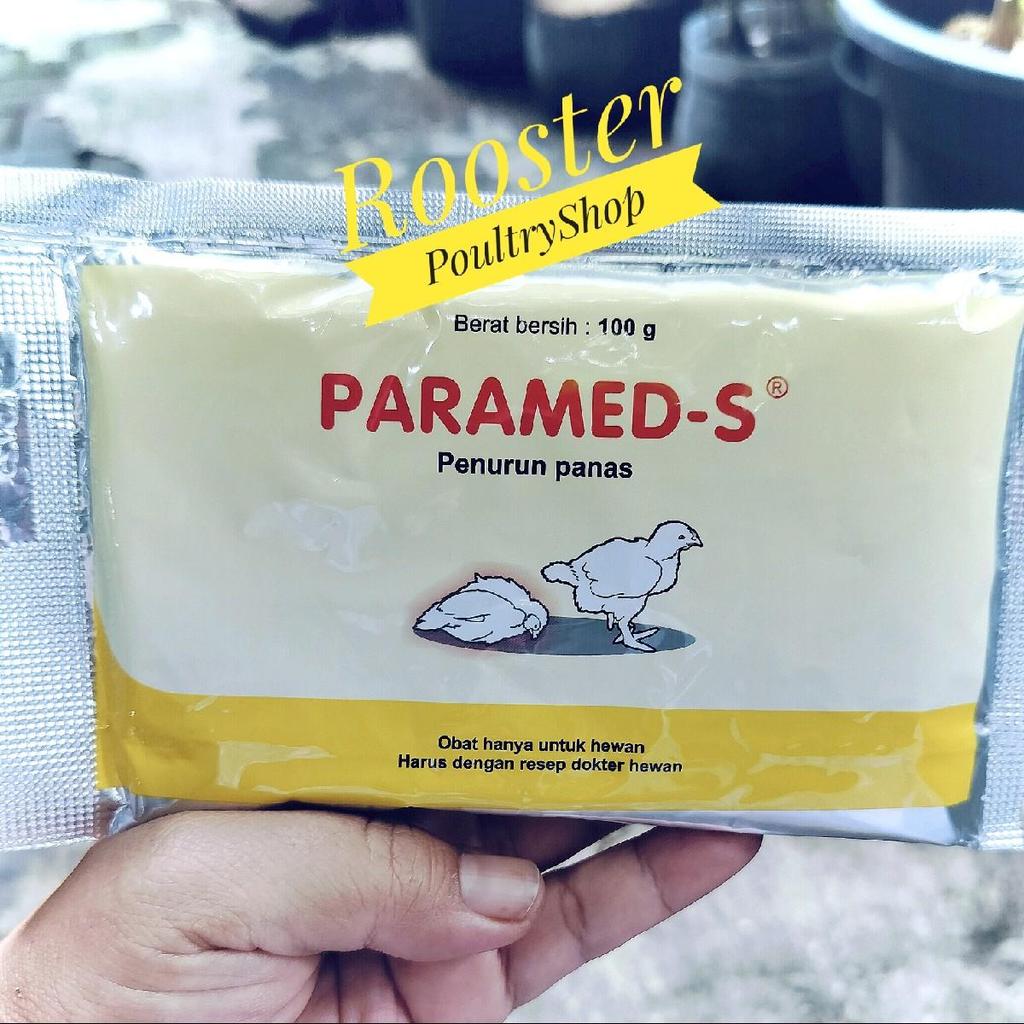 Rooster
PoultryShop
Berat bersih : 100 g
PARAMED-S®
Penurun panas
Obat hanya untuk hewan
Harus dengan resep dokter hewan